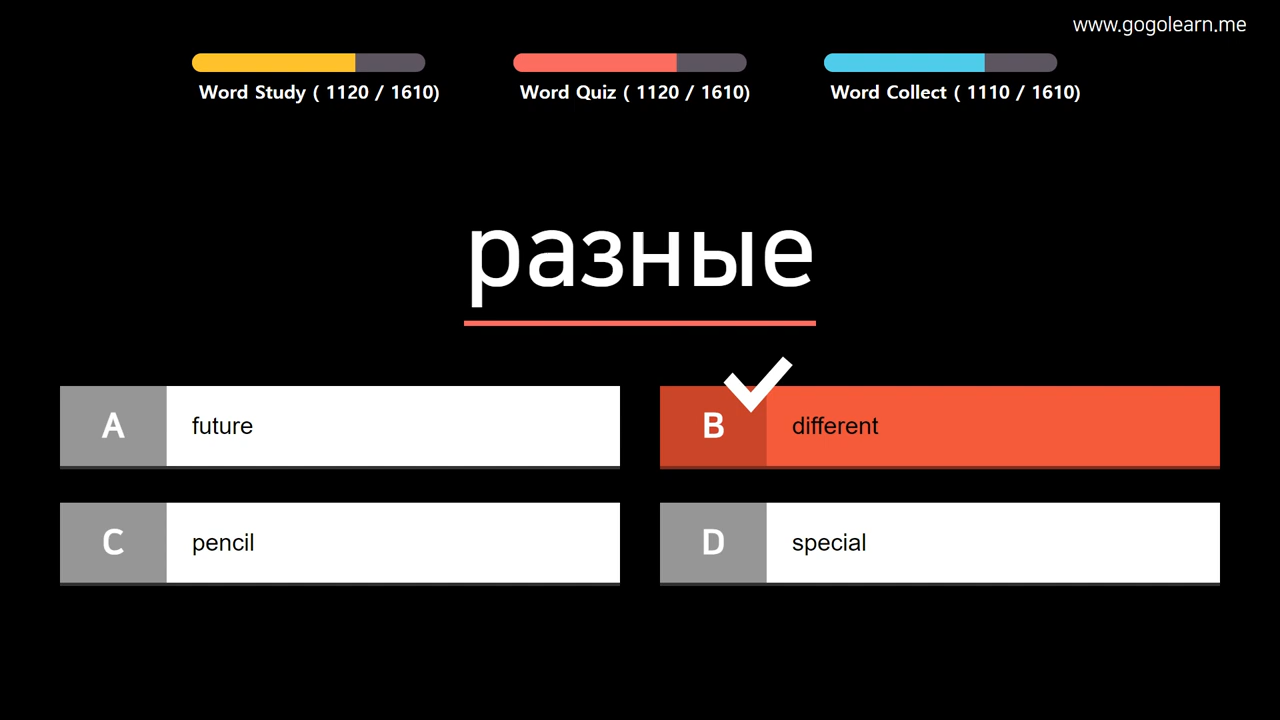 www.gogolearn.me
Word Study ( 1120 / 1610)
Word Quiz ( 1120 / 1610)
Word Collect ( 1110 / 1610)
разные
A future
B different
C pencil
D special